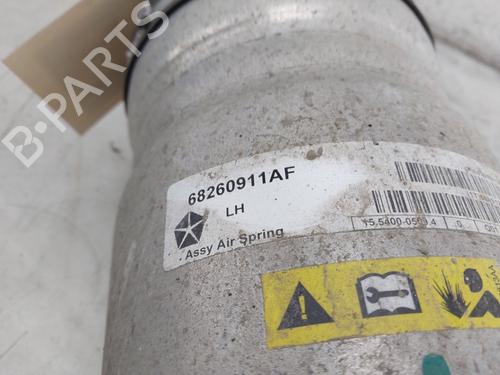 B-PARTS
68260911AF
LH
Assy Air Spring